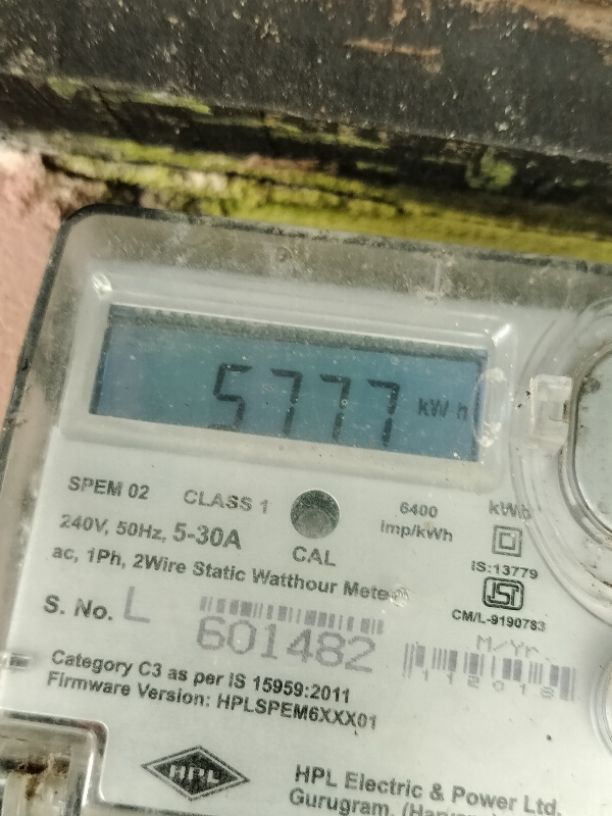 5777 kWh
SPEM 02 CLASS 1 6400 imp/kWh kWh
240V, 50Hz, 5-30A CAL
ac, 1Ph, 2Wire Static Watthour Meter
IS:13779
ISI
CM/L-9190783
S. No. L 601482
M/Yr.
112018
Category C3 as per IS 15959:2011
Firmware Version: HPLSPEM6XXX01
HPL
HPL Electric & Power Ltd.
Gurugram,